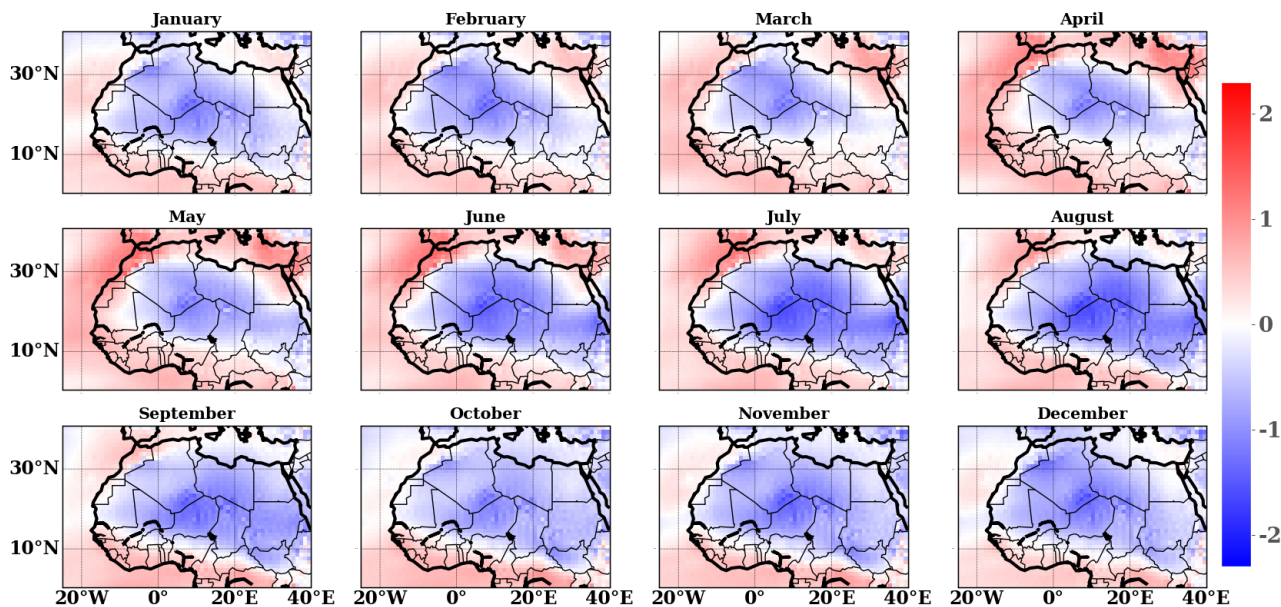 January February March April
30°N
10°N
May June July August
30°N
10°N
September October November December
30°N
10°N
20°W 0° 20°E 40°E 20°W 0° 20°E 40°E 20°W 0° 20°E 40°E 20°W 0° 20°E 40°E
2
1
0
-1
-2